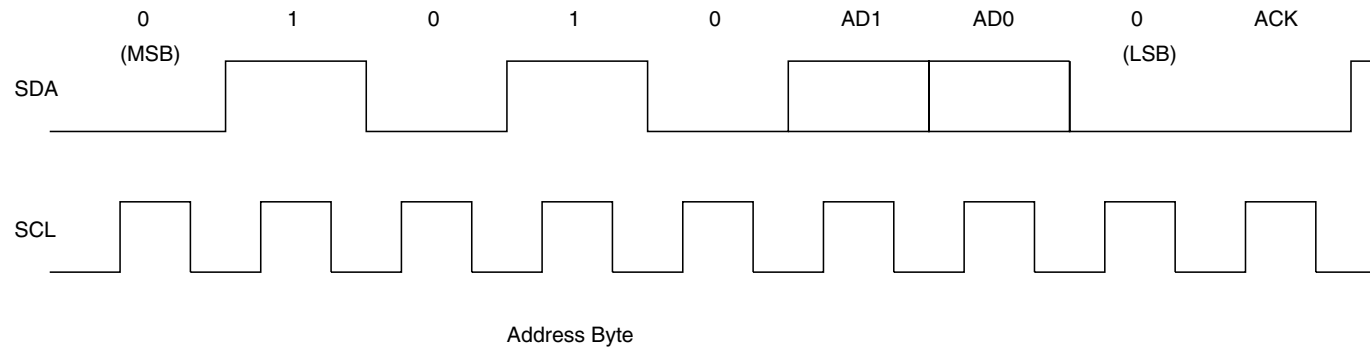 0 1 0 1 0 AD1 AD0 0 ACK
(MSB) (LSB)
SDA
SCL
Address Byte